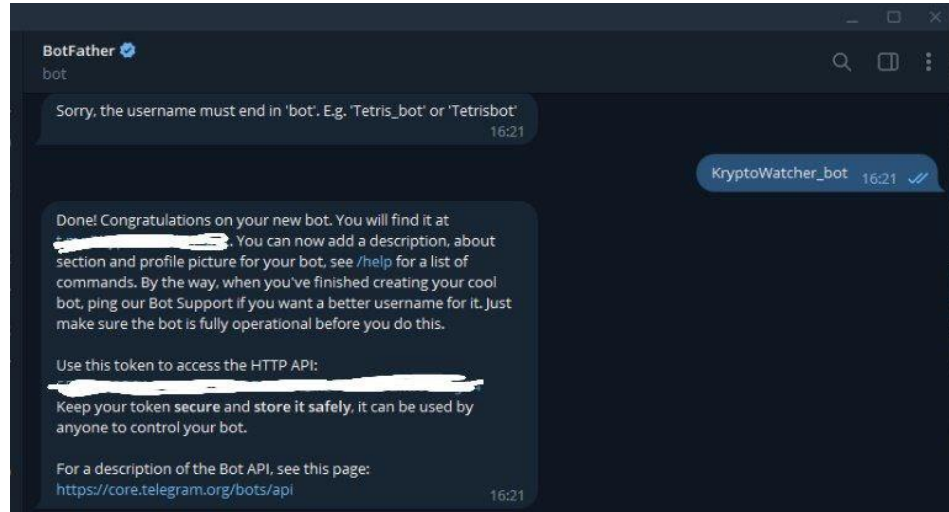 BotFather
bot
Sorry, the username must end in 'bot'. E.g. 'Tetris_bot' or 'Tetrisbot'
16:21
KryptoWatcher_bot 16:21
Done! Congratulations on your new bot. You will find it at
. You can now add a description, about
section and profile picture for your bot, see /help for a list of
commands. By the way, when you've finished creating your cool
bot, ping our Bot Support if you want a better username for it. Just
make sure the bot is fully operational before you do this.
Use this token to access the HTTP API:
Keep your token secure and store it safely, it can be used by
anyone to control your bot.
For a description of the Bot API, see this page:
https://core.telegram.org/bots/api
16:21